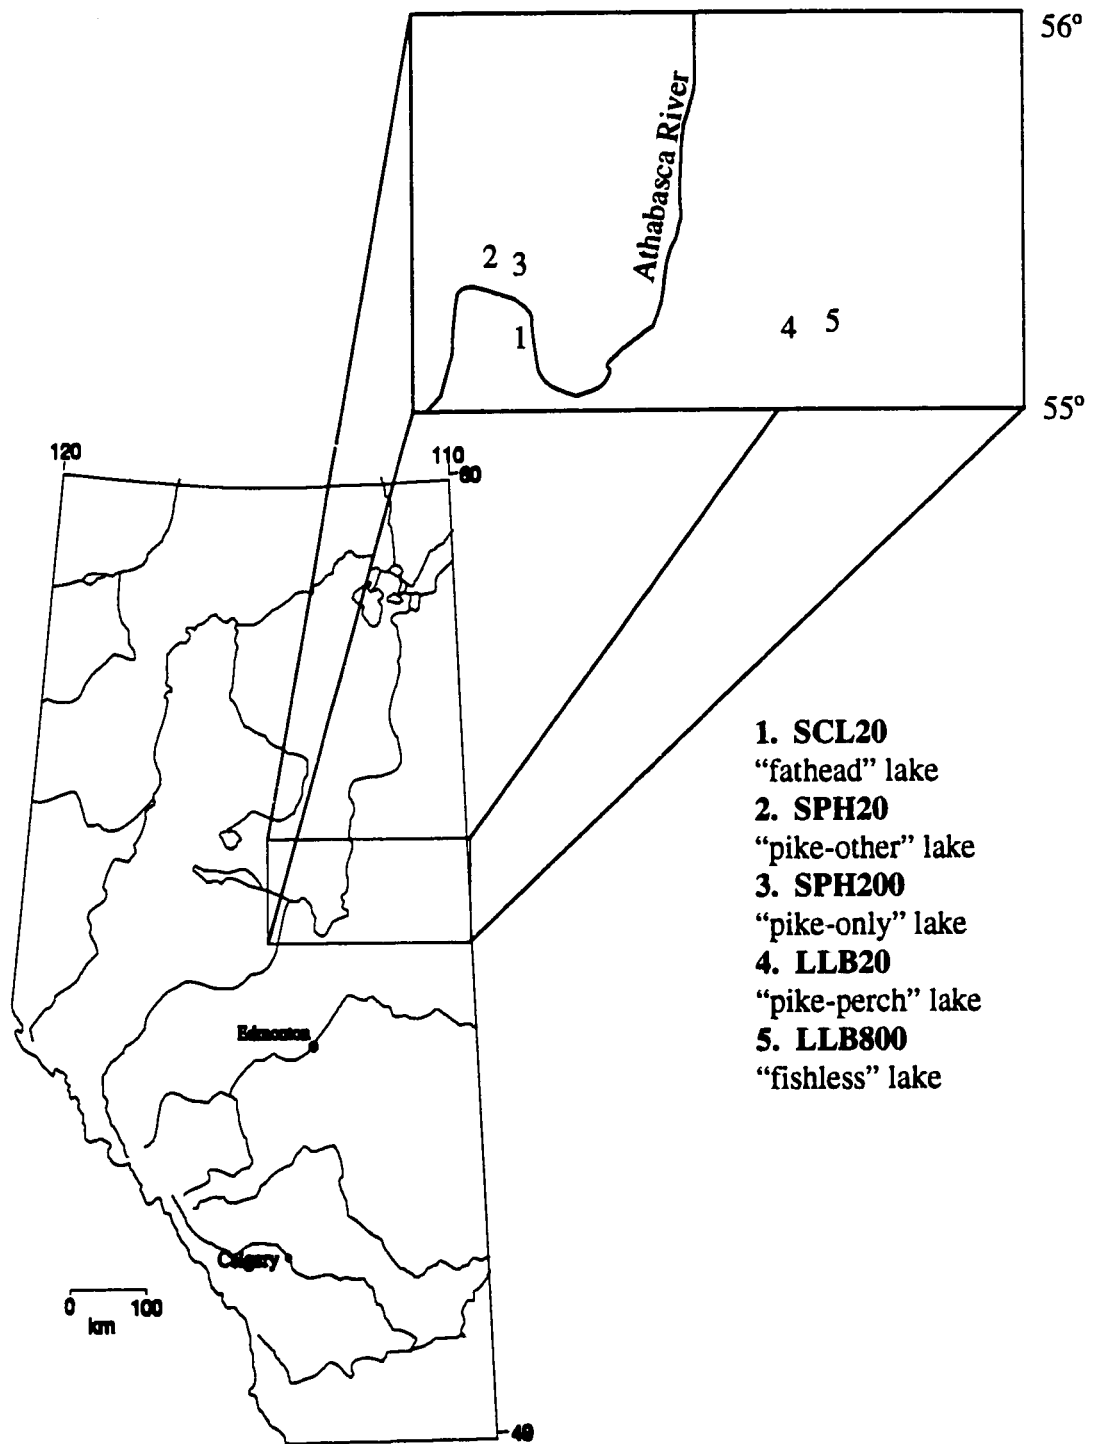 56º
Athabasca River
2 3
4 5
1
55º
120
110
60
1. SCL20
“fathead” lake
2. SPH20
“pike-other” lake
3. SPH200
“pike-only” lake
4. LLB20
“pike-perch” lake
5. LLB800
“fishless” lake
Edmonton
Calgary
0 100
km
49